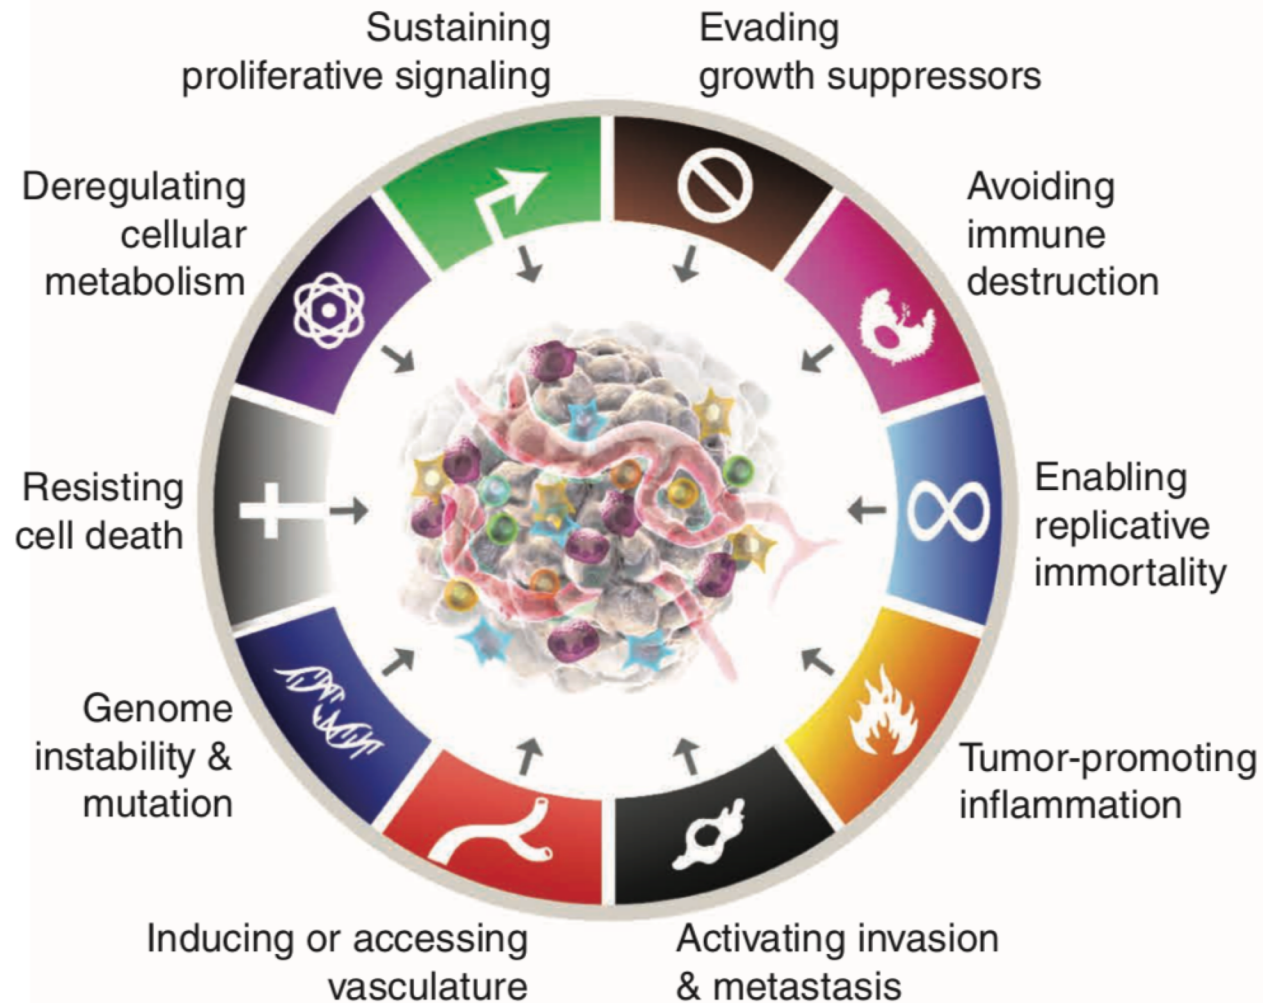 Sustaining
proliferative signaling
Evading
growth suppressors
Deregulating
cellular
metabolism
Avoiding
immune
destruction
Resisting
cell death
Enabling
replicative
immortality
Genome
instability &
mutation
Tumor-promoting
inflammation
Inducing or accessing
vasculature
Activating invasion
& metastasis